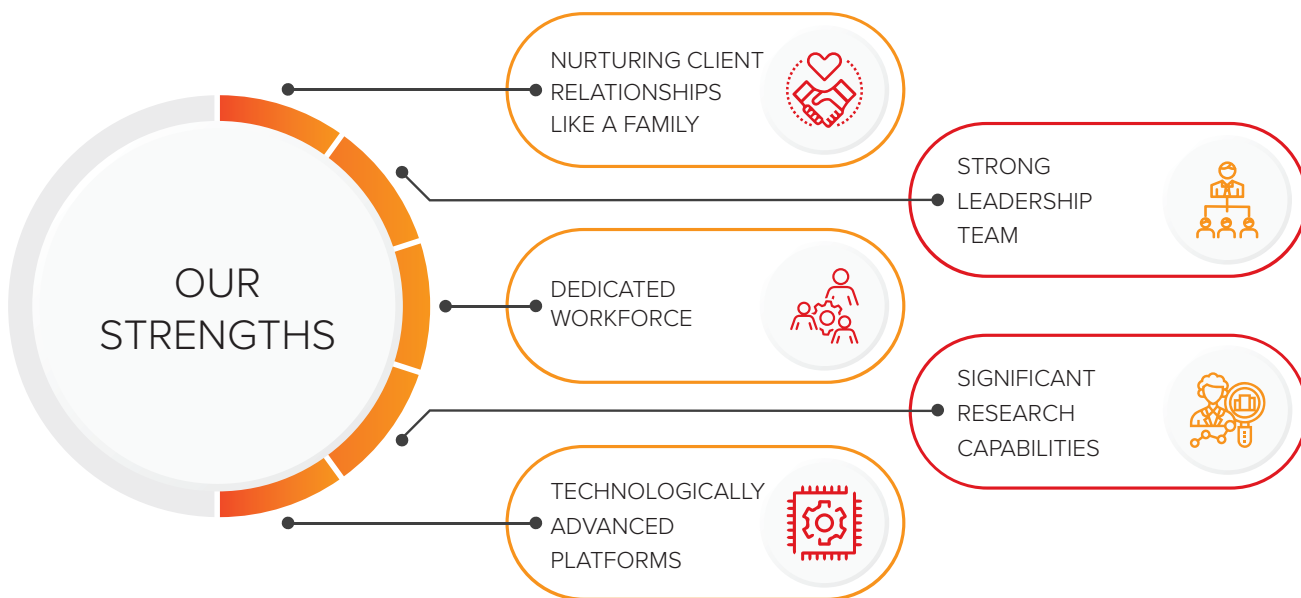 OUR
STRENGTHS
NURTURING CLIENT
RELATIONSHIPS
LIKE A FAMILY
STRONG
LEADERSHIP
TEAM
DEDICATED
WORKFORCE
SIGNIFICANT
RESEARCH
CAPABILITIES
TECHNOLOGICALLY
ADVANCED
PLATFORMS